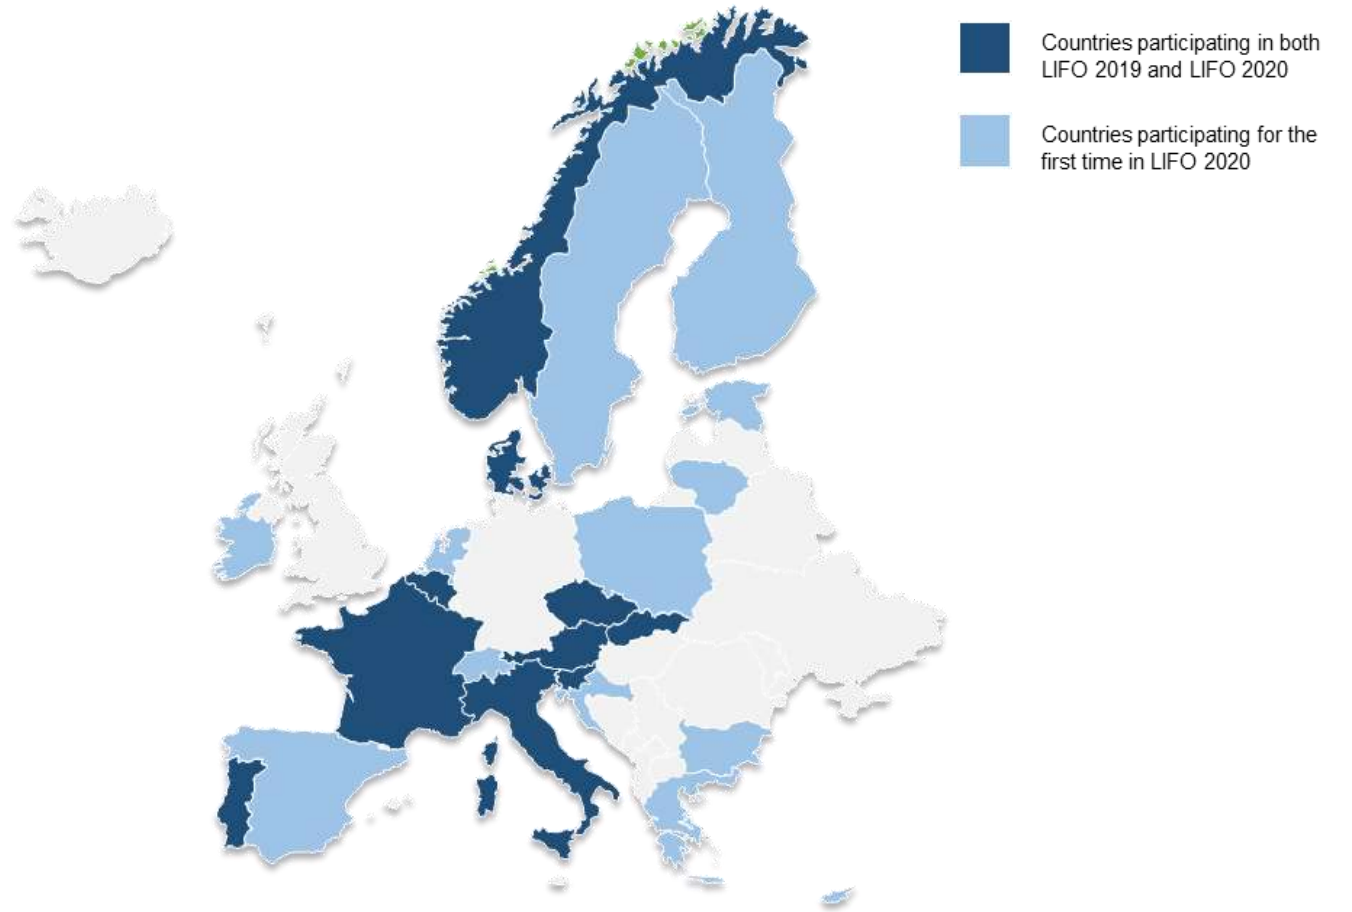 Countries participating in both
LIFO 2019 and LIFO 2020
Countries participating for the
first time in LIFO 2020